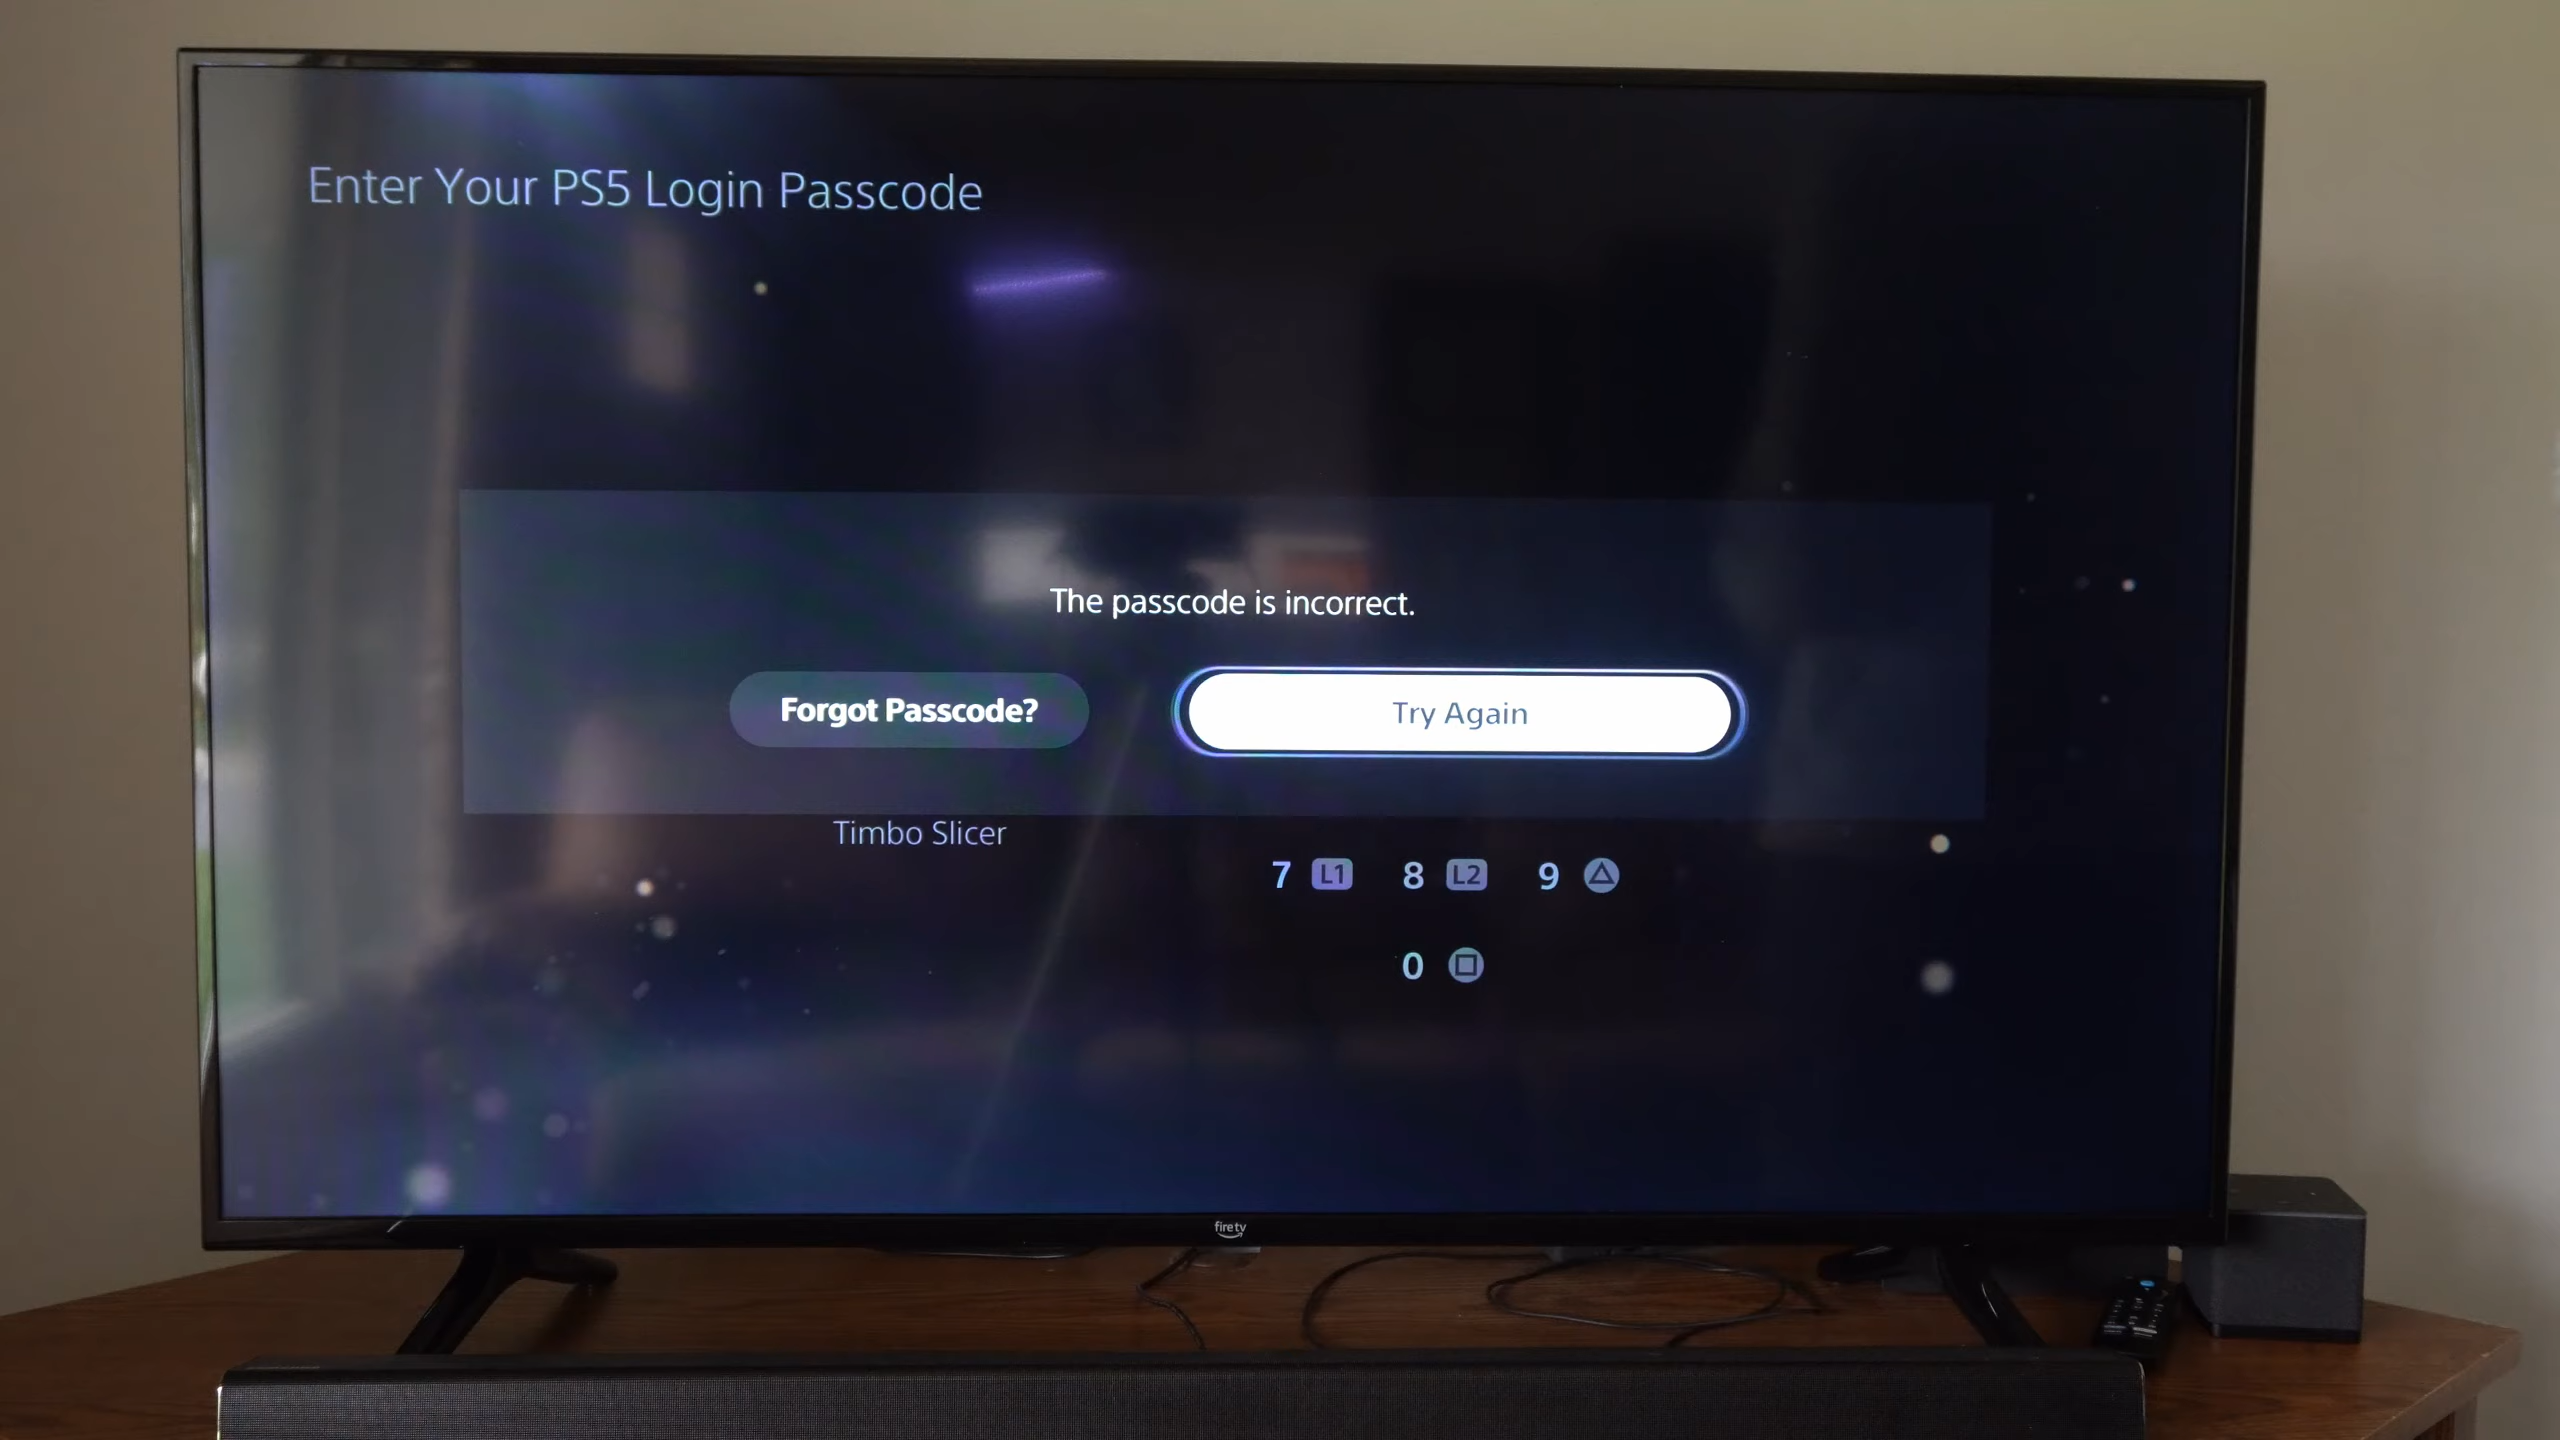 Enter Your PS5 Login Passcode
The passcode is incorrect.
Forgot Passcode?
Try Again
Timbo Slicer
7 L1 8 L2 9
0
fire tv